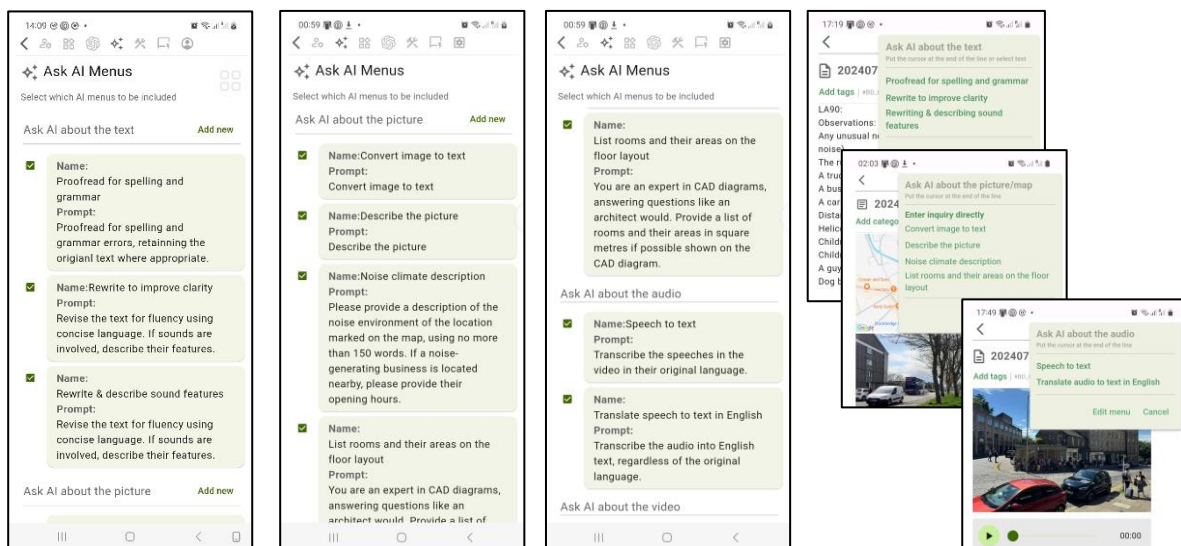 14:09
Ask AI Menus
Select which AI menus to be included
Ask AI about the text Add new
Name:
Proofread for spelling and
grammar
Prompt:
Proofread for spelling and
grammar errors, retainning the
origianl text where appropriate.
Name:Rewrite to improve clarity
Prompt:
Revise the text for fluency using
concise language. If sounds are
involved, describe their features.
Name:
Rewrite & describe sound features
Prompt:
Revise the text for fluency using
concise language. If sounds are
involved, describe their features.
Ask AI about the picture Add new
00:59
Ask AI Menus
Select which AI menus to be included
Ask AI about the picture Add new
Name:Convert image to text
Prompt:
Convert image to text
Name:Describe the picture
Prompt:
Describe the picture
Name:Noise climate description
Prompt:
Please provide a description of the
noise environment of the location
marked on the map, using no more
than 150 words. If a noise-
generating business is located
nearby, please provide their
opening hours.
Name:
List rooms and their areas on the
floor layout
Prompt:
You are an expert in CAD diagrams,
answering questions like an
architect would. Provide a list of
00:59
Ask AI Menus
Select which AI menus to be included
Name:
List rooms and their areas on the
floor layout
Prompt:
You are an expert in CAD diagrams,
answering questions like an
architect would. Provide a list of
rooms and their areas in square
metres if possible shown on the
CAD diagram.
Ask AI about the audio
Name:Speech to text
Prompt:
Transcribe the speeches in the
video in their original language.
Name:
Translate speech to text in English
Prompt:
Transcribe the audio into English
text, regardless of the original
language.
Ask AI about the video
17:19
202407
Add tags
LA90:
Observations:
Any unusual
noise)
The
A
A
A
Dista
Helic
Childr
Childr
A guy
Dog
Ask AI about the text
Put the cursor at the end of the line or select text
Proofread for spelling and grammar
Rewrite to improve clarity
Rewriting & describing sound
features
02:03
2024
Add catego
Google
Ask AI about the picture/map
Put the cursor at the end of the line
Enter inquiry directly
Convert image to text
Describe the picture
Noise climate description
List rooms and their areas on the floor
layout
17:49
202407
Add tags
Ask AI about the audio
Put the cursor at the end of the line
Speech to text
Translate audio to text in English
Edit menu Cancel
00:00